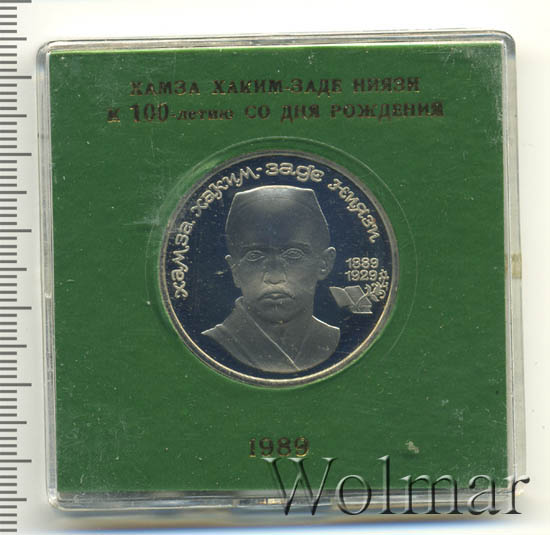 ХАМЗА ХАКИМ-ЗАДЕ НИЯЗИ
К 100-летию СО ДНЯ РОЖДЕНИЯ
хамза хаким-заде ниязи
1889
1929
1989
Wolmar